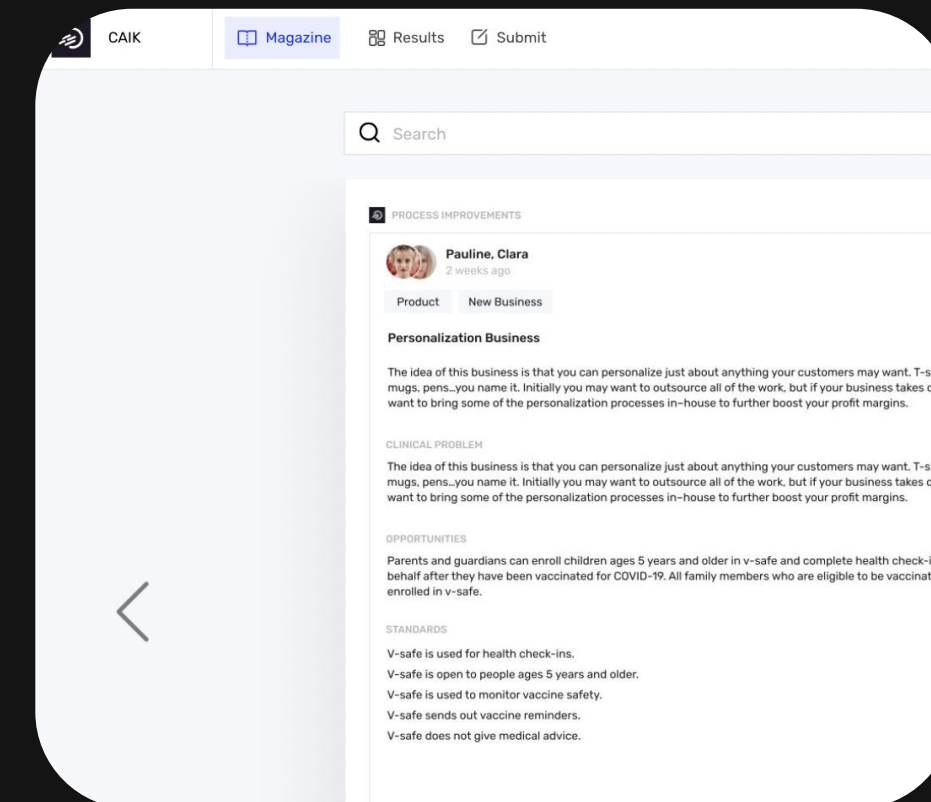 CAIK
Magazine
Results
Submit
Search
PROCESS IMPROVEMENTS
Pauline, Clara
2 weeks ago
Product
New Business
Personalization Business
The idea of this business is that you can personalize just about anything your customers may want. T-s
mugs, pens...you name it. Initially you may want to outsource all of the work, but if your business takes
want to bring some of the personalization processes in-house to further boost your profit margins.
CLINICAL PROBLEM
The idea of this business is that you can personalize just about anything your customers may want. T-s
mugs, pens...you name it. Initially you may want to outsource all of the work, but if your business takes
want to bring some of the personalization processes in-house to further boost your profit margins.
OPPORTUNITIES
Parents and guardians can enroll children ages 5 years and older in v-safe and complete health check-i
behalf after they have been vaccinated for COVID-19. All family members who are eligible to be vaccinat
enrolled in v-safe.
STANDARDS
V-safe is used for health check-ins.
V-safe is open to people ages 5 years and older.
V-safe is used to monitor vaccine safety.
V-safe sends out vaccine reminders.
V-safe does not give medical advice.